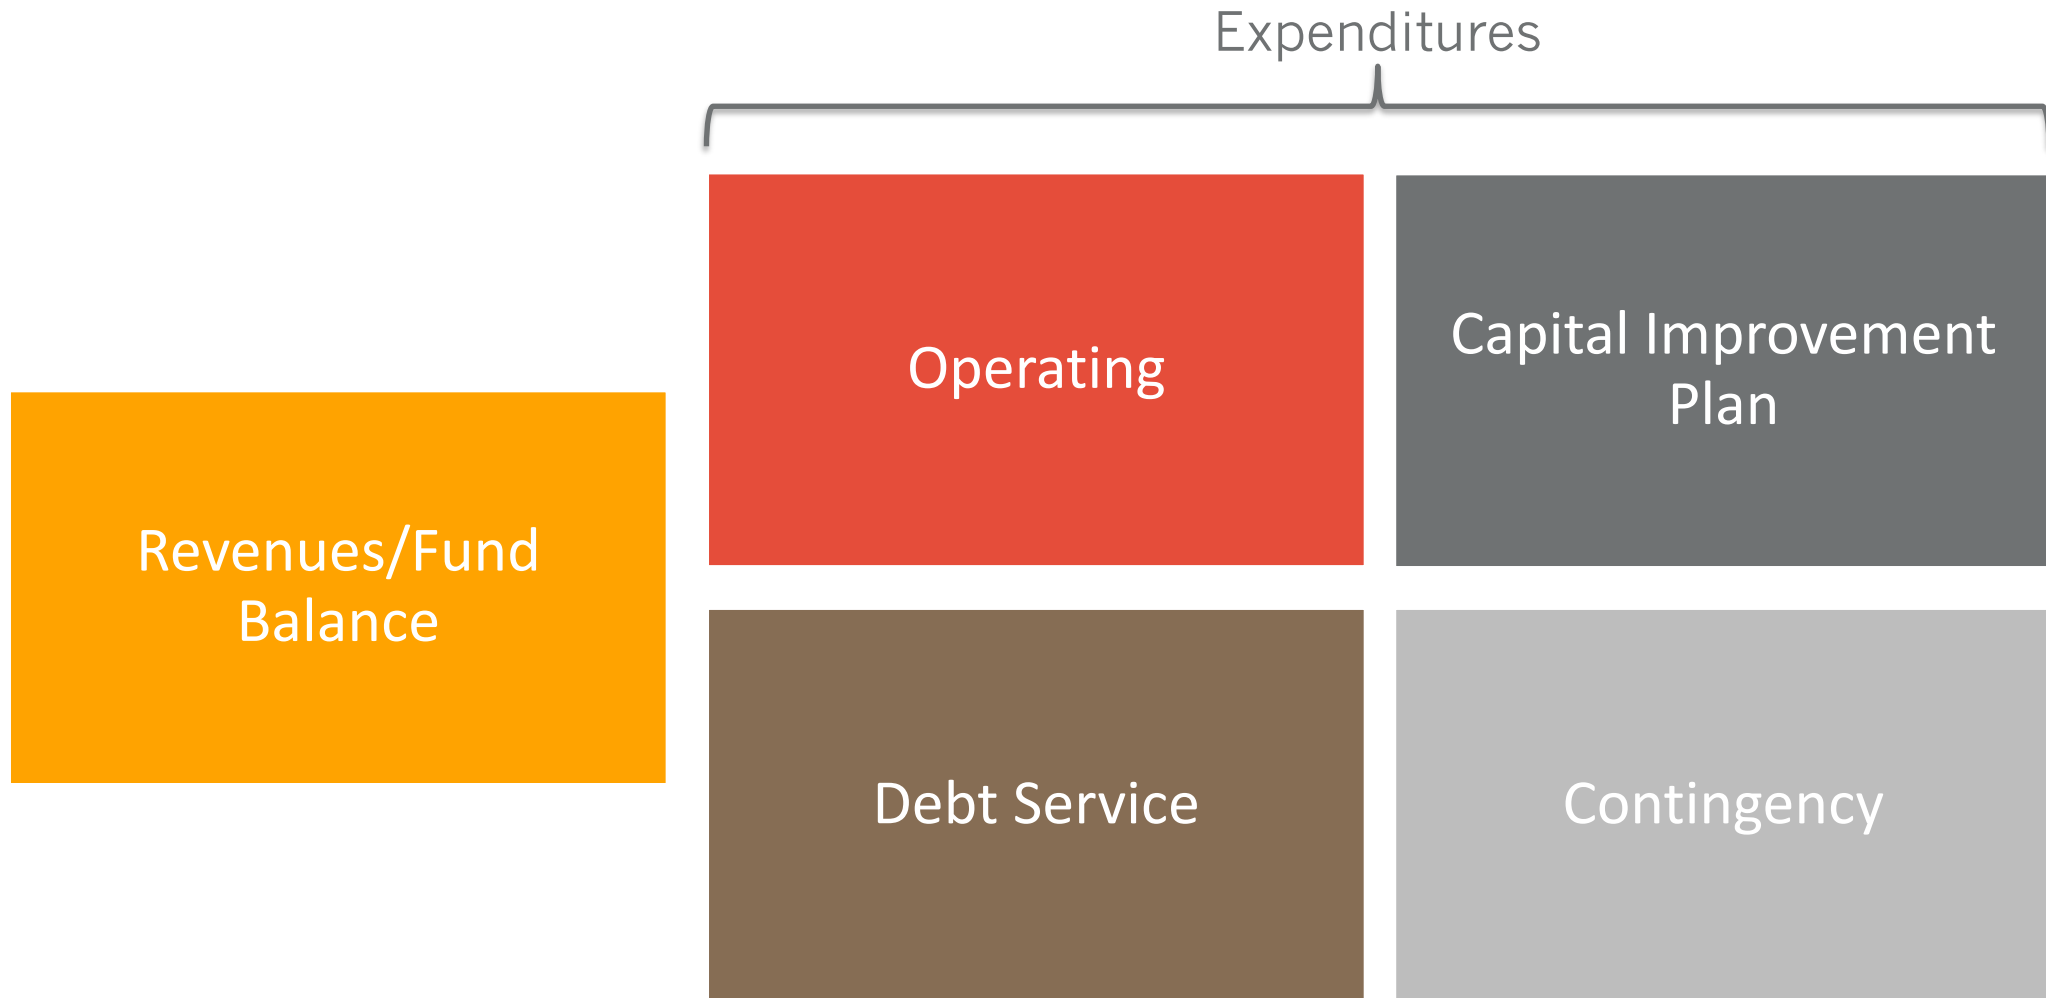 Expenditures
Operating
Capital Improvement
Plan
Revenues/Fund
Balance
Debt Service
Contingency